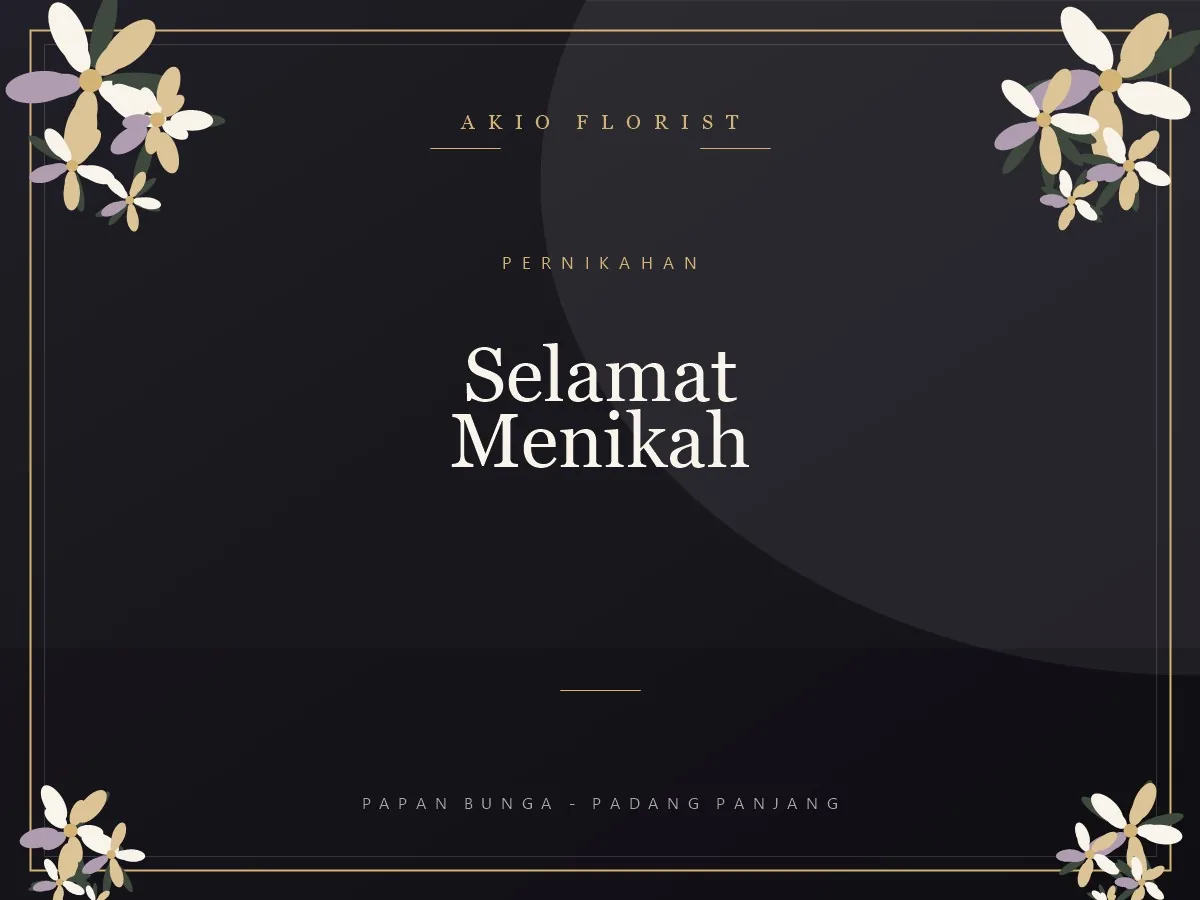 AKIO FLORIST
PERNIKAHAN
Selamat
Menikah
PAPAN BUNGA - PADANG PANJANG